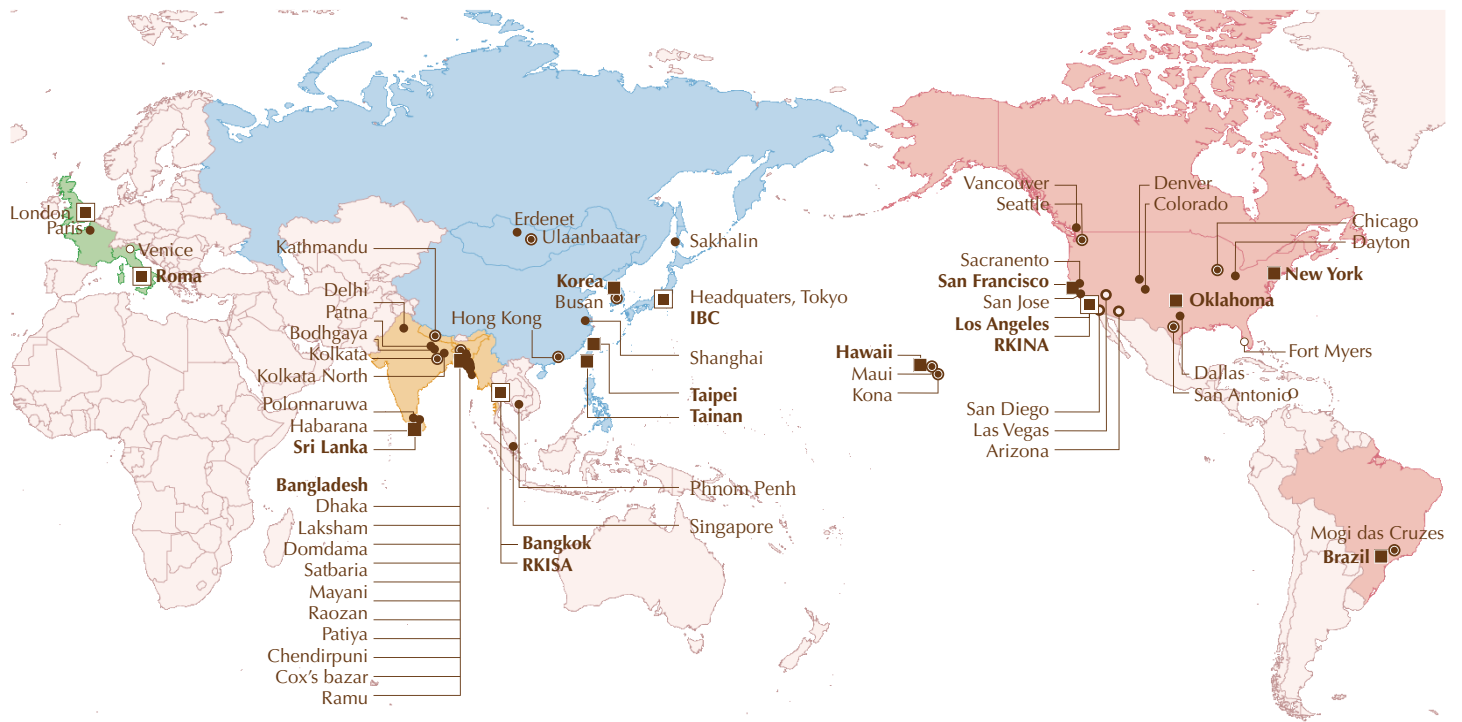 London
Paris
Venice
Roma
Kathmandu
Delhi
Patna
Bodhgaya
Kolkata
Kolkata North
Polonnaruwa
Habarana
Sri Lanka
Bangladesh
Dhaka
Laksham
Domdama
Satbaria
Mayani
Raozan
Patiya
Chendirpuni
Cox's bazar
Ramu
Erdenet
Ulaanbaatar
Sakhalin
Korea
Busan
Headquaters, Tokyo
IBC
Hong Kong
Shanghai
Taipei
Tainan
Phnom Penh
Singapore
Bangkok
RKISA
Hawaii
Maui
Kona
Vancouver
Seattle
Sacranento
San Francisco
San Jose
Los Angeles
RKINA
San Diego
Las Vegas
Arizona
Denver
Colorado
Chicago
Dayton
New York
Oklahoma
Fort Myers
Dallas
San Antonio
Mogi das Cruzes
Brazil